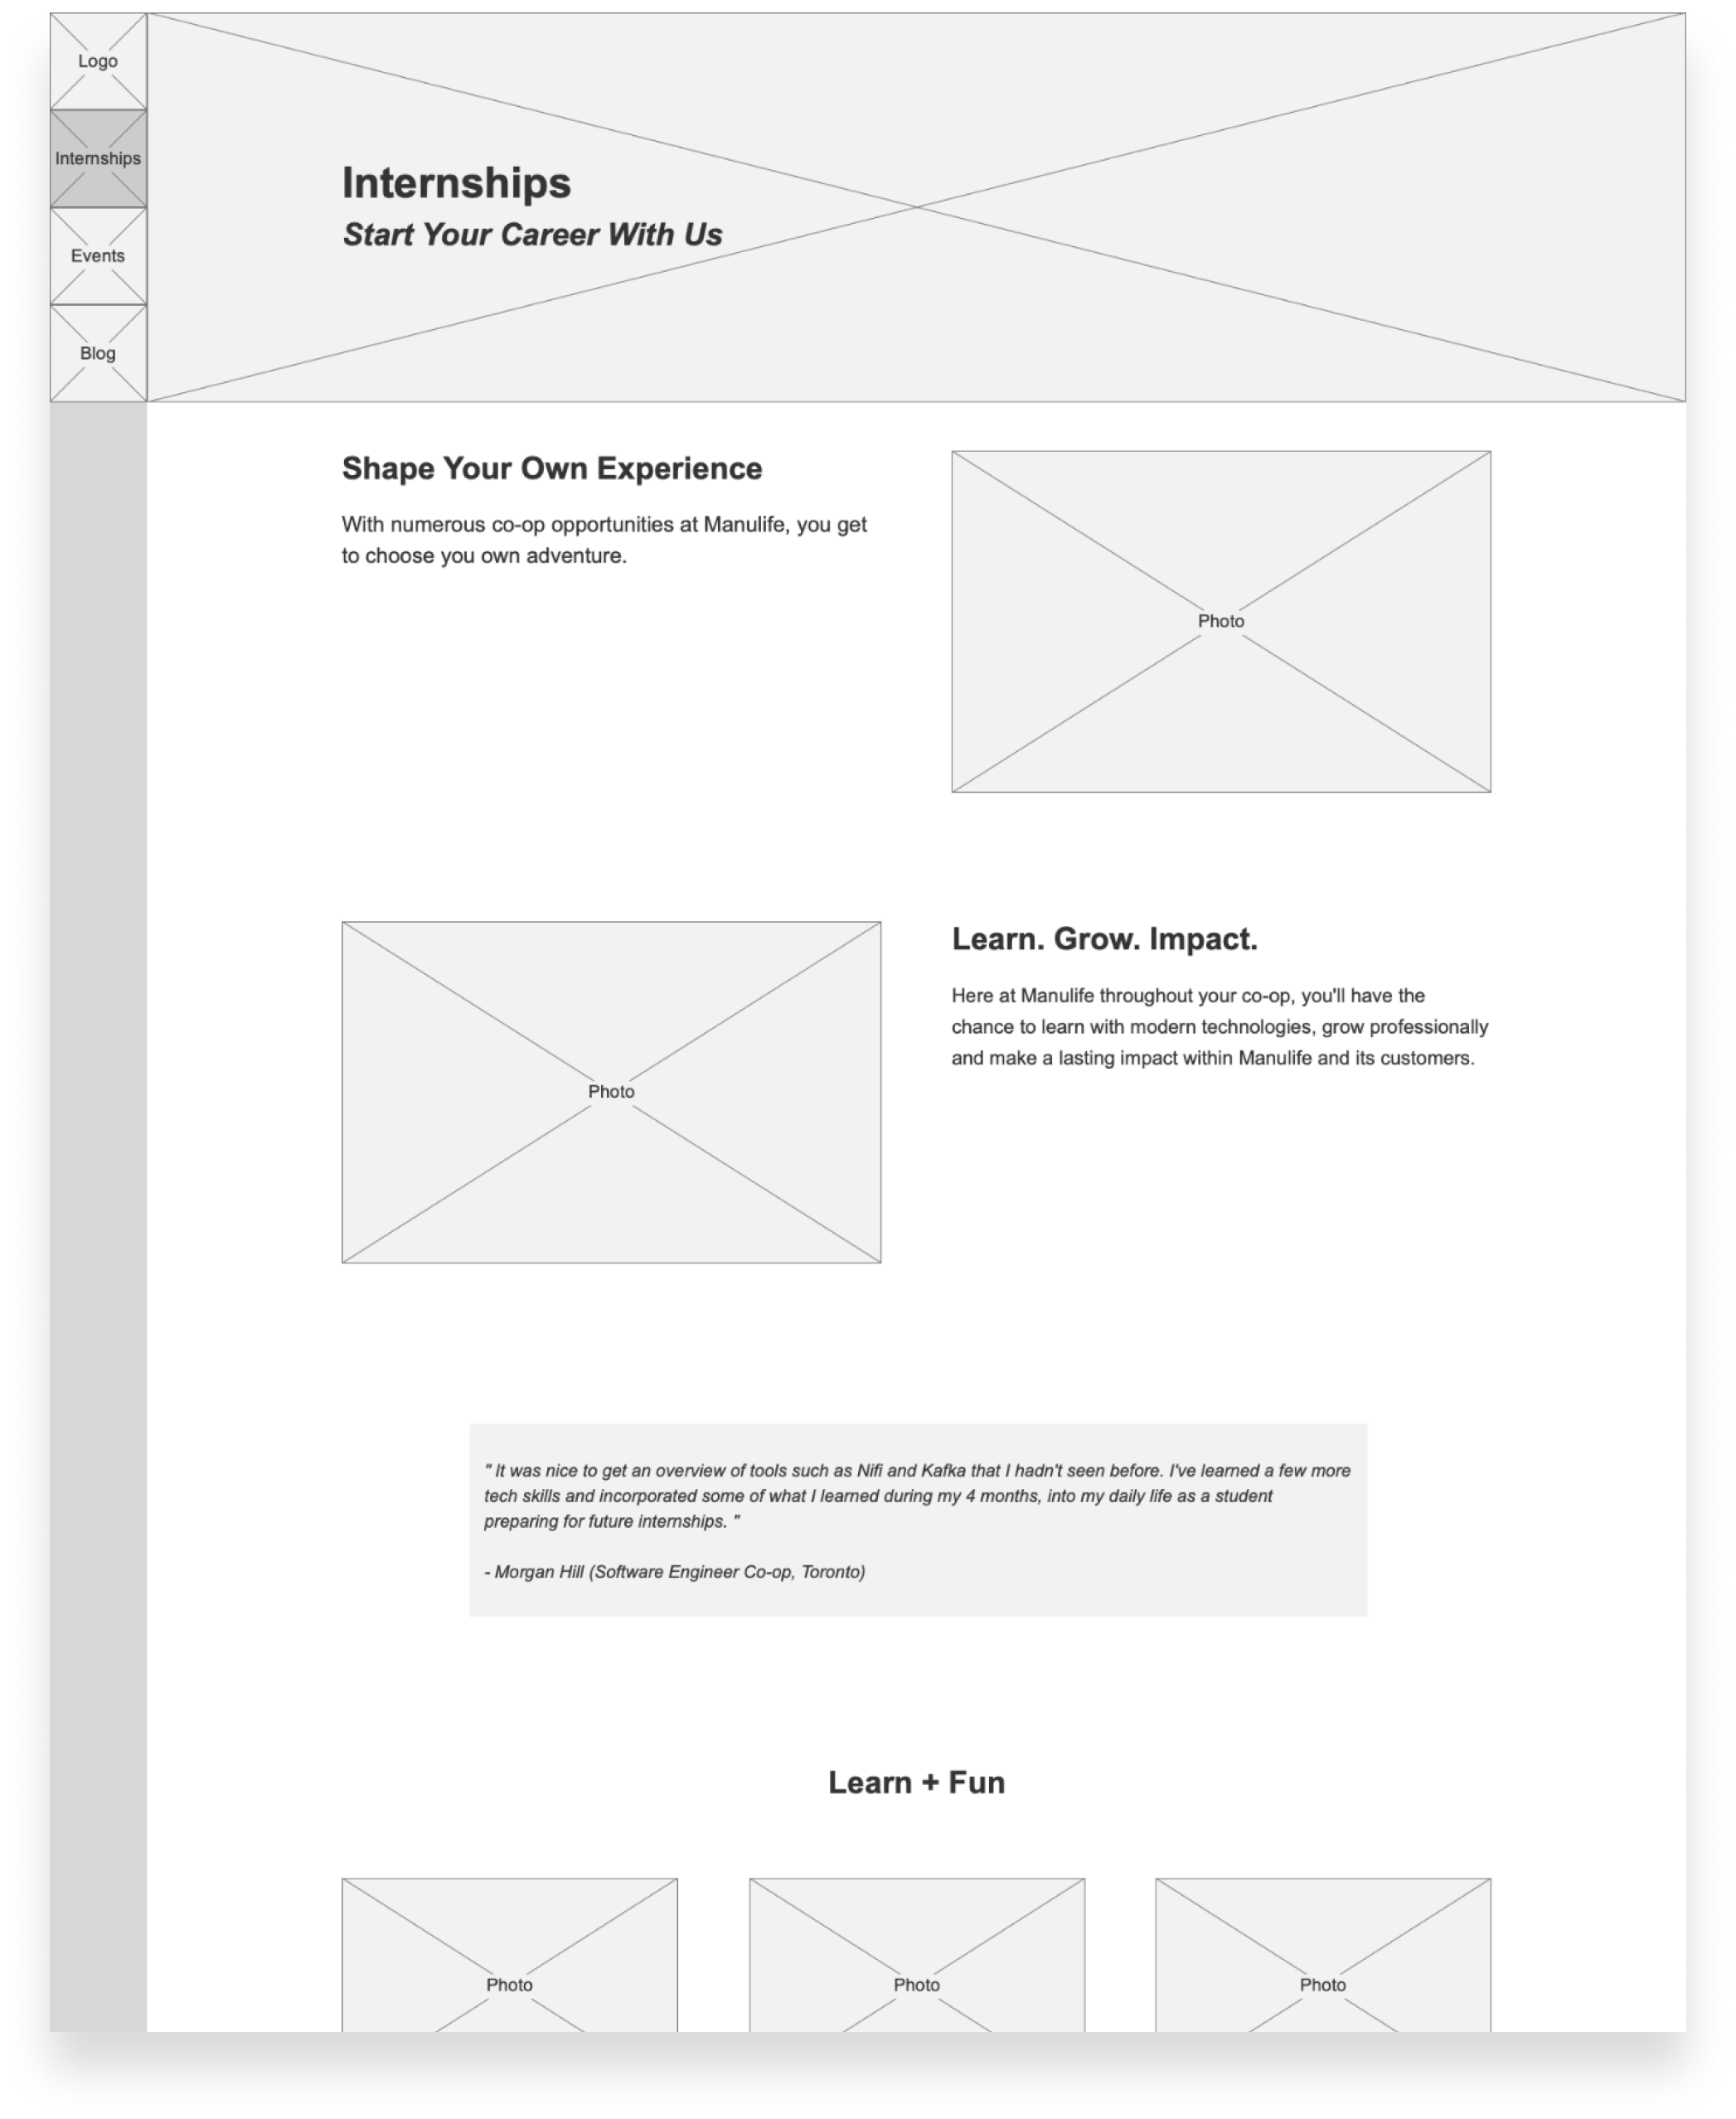 Logo
Internships
Events
Blog
Internships
Start Your Career With Us
Shape Your Own Experience
With numerous co-op opportunities at Manulife, you get
to choose you own adventure.
Photo
Photo
Learn. Grow. Impact.
Here at Manulife throughout your co-op, you'll have the
chance to learn with modern technologies, grow professionally
and make a lasting impact within Manulife and its customers.
" It was nice to get an overview of tools such as Nifi and Kafka that I hadn't seen before. I've learned a few more
tech skills and incorporated some of what I learned during my 4 months, into my daily life as a student
preparing for future internships. "
- Morgan Hill (Software Engineer Co-op, Toronto)
Learn + Fun
Photo
Photo
Photo